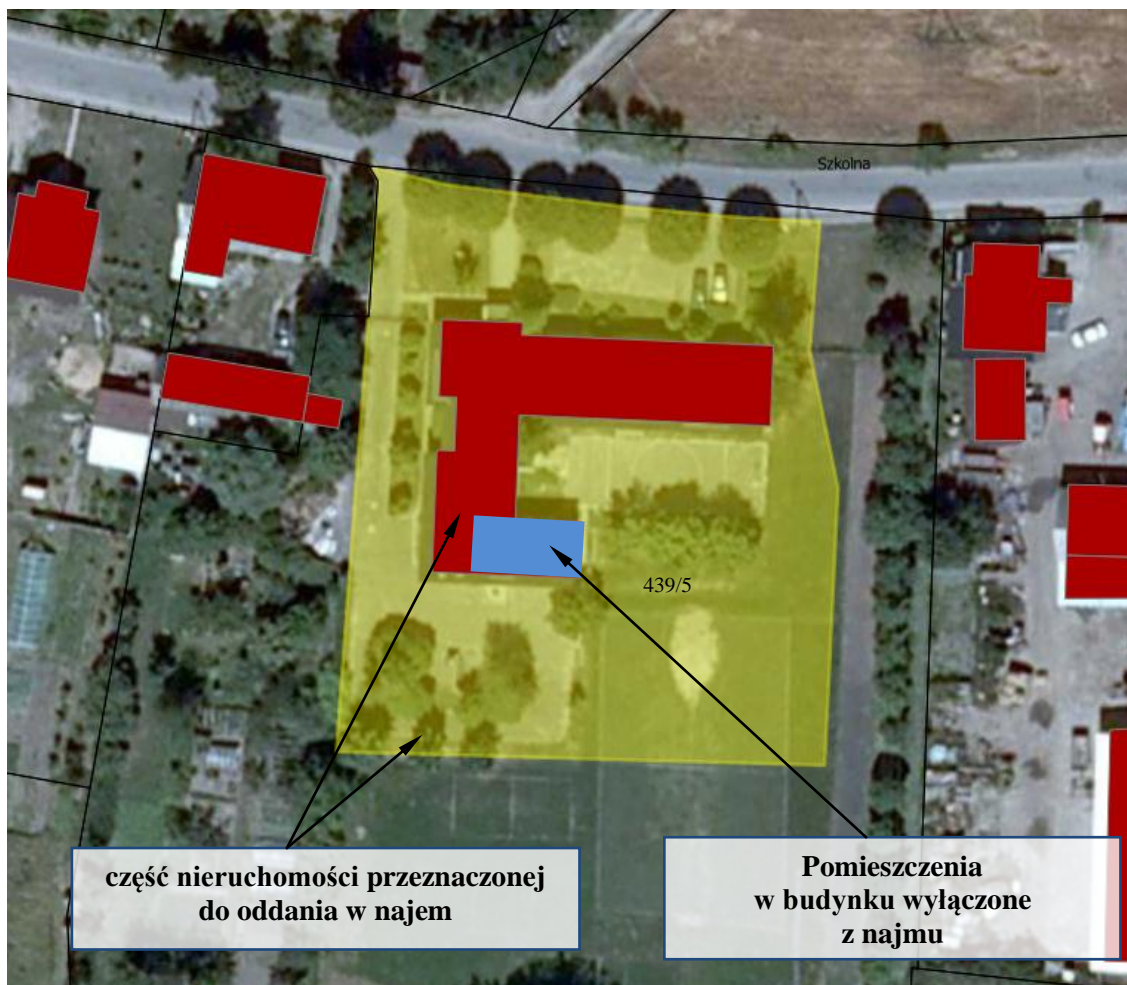 Szkolna
439/5
część nieruchomości przeznaczonej
do oddania w najem
Pomieszczenia
w budynku wyłączone
z najmu